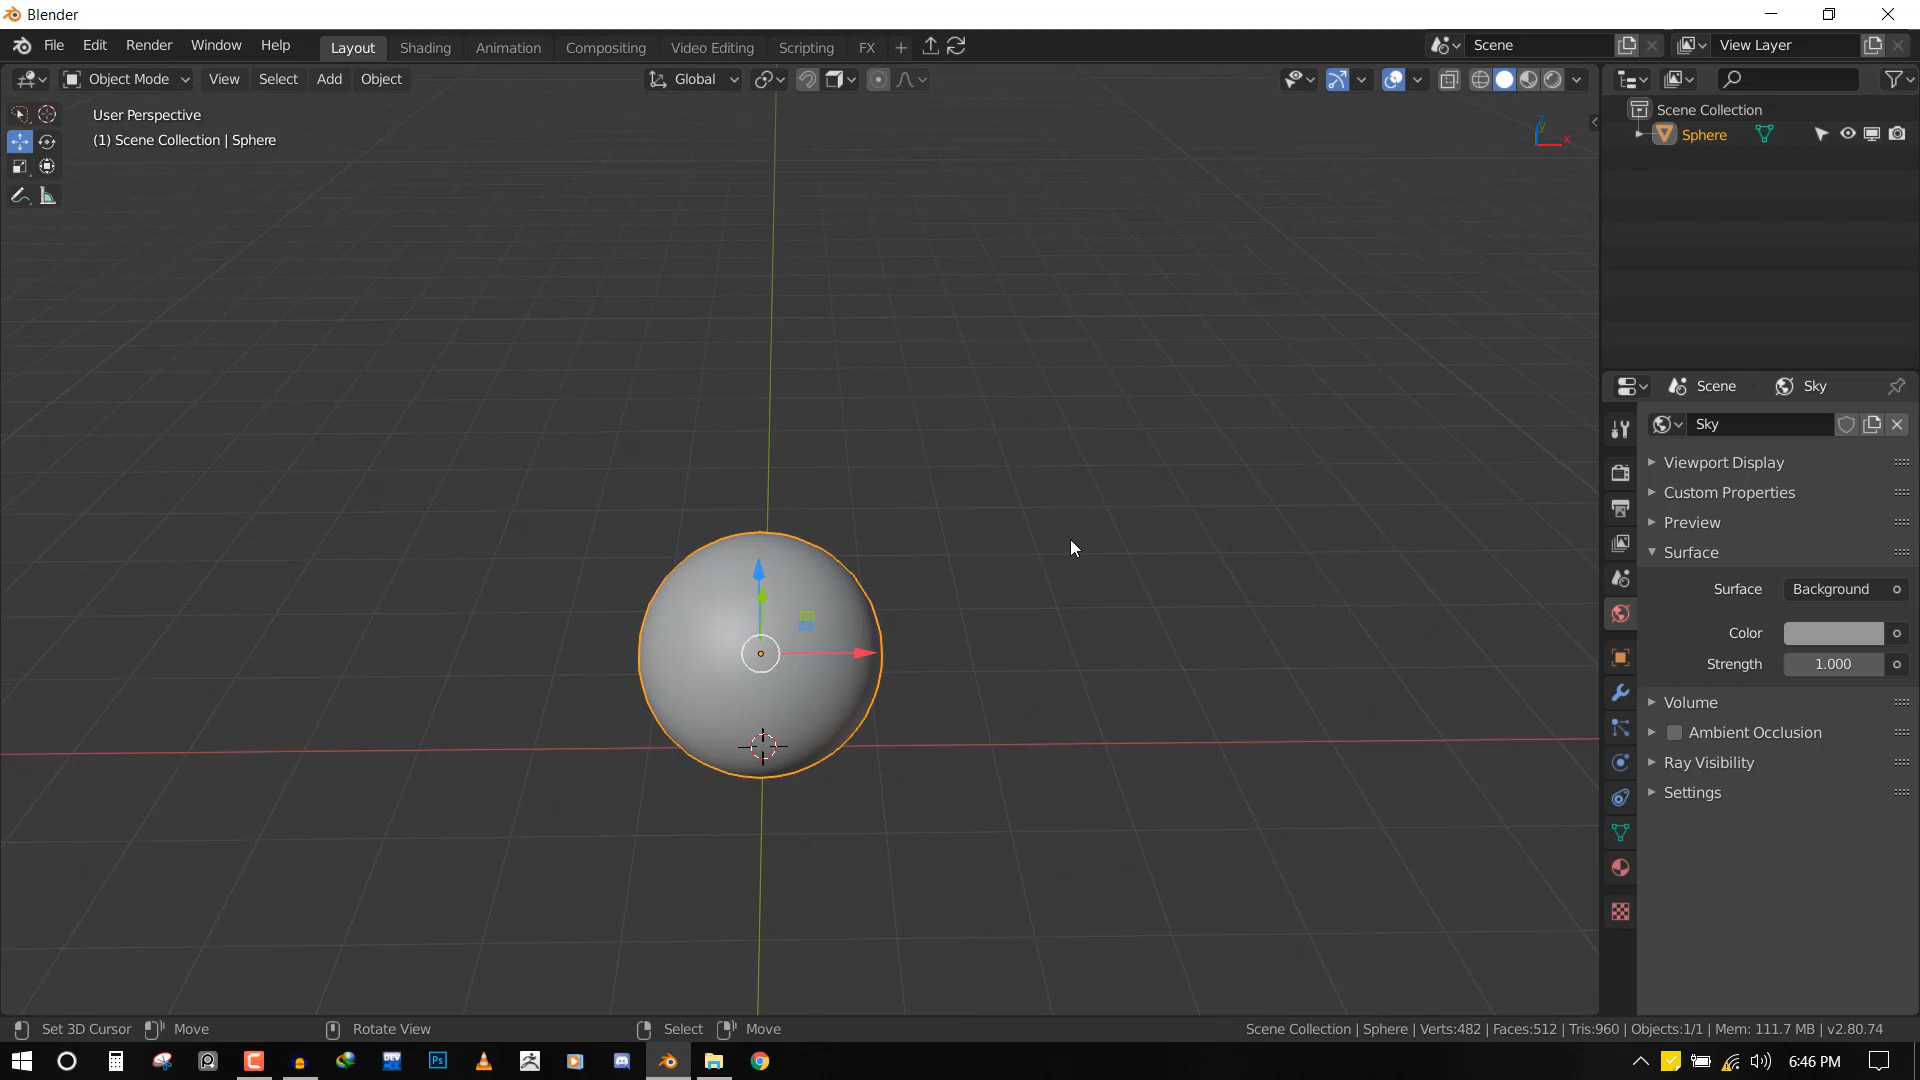 Blender
File Edit Render Window Help Layout Shading Animation Compositing Video Editing Scripting FX Scene View Layer
Object Mode View Select Add Object Global
User Perspective
(1) Scene Collection | Sphere
Z
Y
X
Scene Collection
Sphere
Scene Sky
Sky
Viewport Display
Custom Properties
Preview
Surface
Surface Background
Color
Strength 1.000
Volume
Ambient Occlusion
Ray Visibility
Settings
Set 3D Cursor Move Rotate View Select Move Scene Collection | Sphere | Verts:482 | Faces:512 | Tris:960 | Objects:1/1 | Mem: 111.7 MB | v2.80.74
DEV Ps 6:46 PM